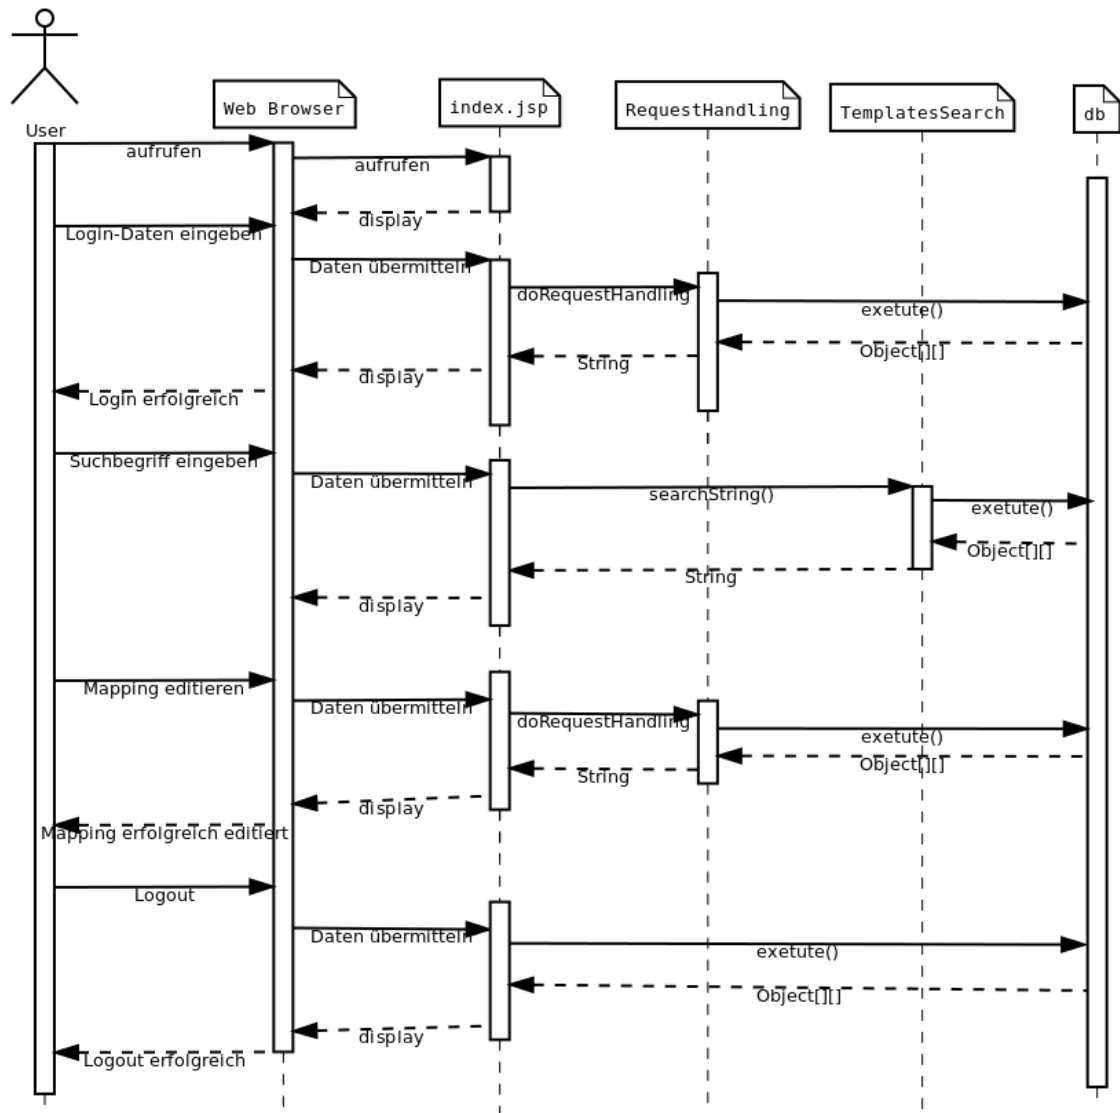 User
Web Browser
index.jsp
RequestHandling
TemplatesSearch
db
aufrufen
aufrufen
display
Login-Daten eingeben
Daten übermitteln
doRequestHandling
exetute()
Object[][]
String
display
Login erfolgreich
Suchbegriff eingeben
Daten übermitteln
searchString()
exetute()
Object[][]
String
display
Mapping editieren
Daten übermitteln
doRequestHandling
exetute()
Object[][]
String
display
Mapping erfolgreich editiert
Logout
Daten übermitteln
exetute()
Object[][]
display
Logout erfolgreich